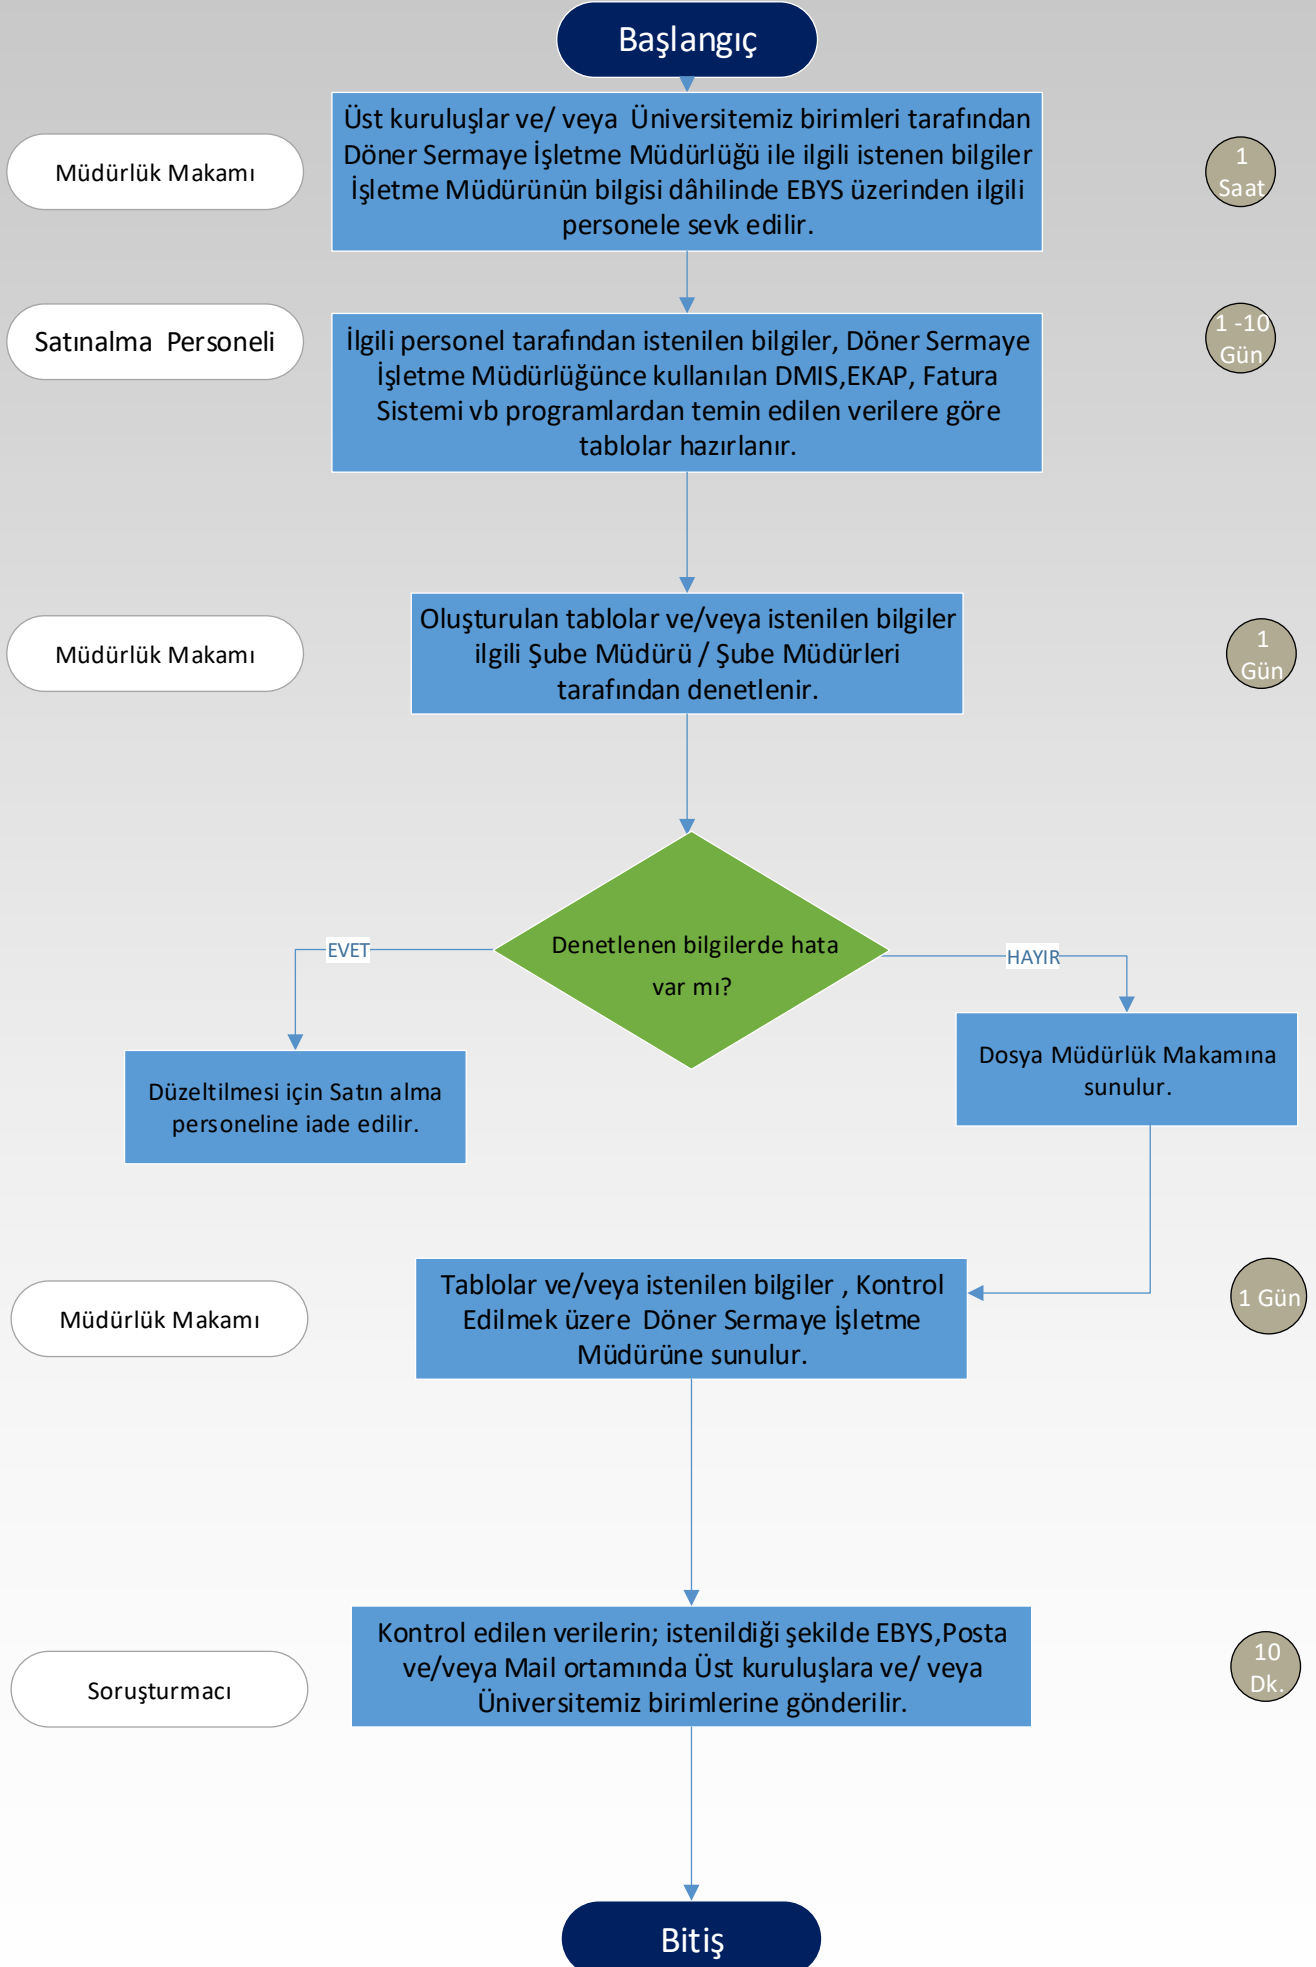 Başlangıç
Müdürlük Makamı
Üst kuruluşlar ve/ veya Üniversitemiz birimleri tarafından
Döner Sermaye İşletme Müdürlüğü ile ilgili istenen bilgiler
İşletme Müdürünün bilgisi dâhilinde EBYS üzerinden ilgili
personele sevk edilir.
1
Saat
Satınalma Personeli
İlgili personel tarafından istenilen bilgiler, Döner Sermaye
İşletme Müdürlüğünce kullanılan DMIS,EKAP, Fatura
Sistemi vb programlardan temin edilen verilere göre
tablolar hazırlanır.
1 -10
Gün
Müdürlük Makamı
Oluşturulan tablolar ve/veya istenilen bilgiler
ilgili Şube Müdürü / Şube Müdürleri
tarafından denetlenir.
1
Gün
Denetlenen bilgilerde hata
var mı?
EVET
HAYIR
Düzeltilmesi için Satın alma
personeline iade edilir.
Dosya Müdürlük Makamına
sunulur.
Müdürlük Makamı
Tablolar ve/veya istenilen bilgiler , Kontrol
Edilmek üzere Döner Sermaye İşletme
Müdürüne sunulur.
1 Gün
Soruşturmacı
Kontrol edilen verilerin; istenildiği şekilde EBYS,Posta
ve/veya Mail ortamında Üst kuruluşlara ve/ veya
Üniversitemiz birimlerine gönderilir.
10
Dk.
Bitiş